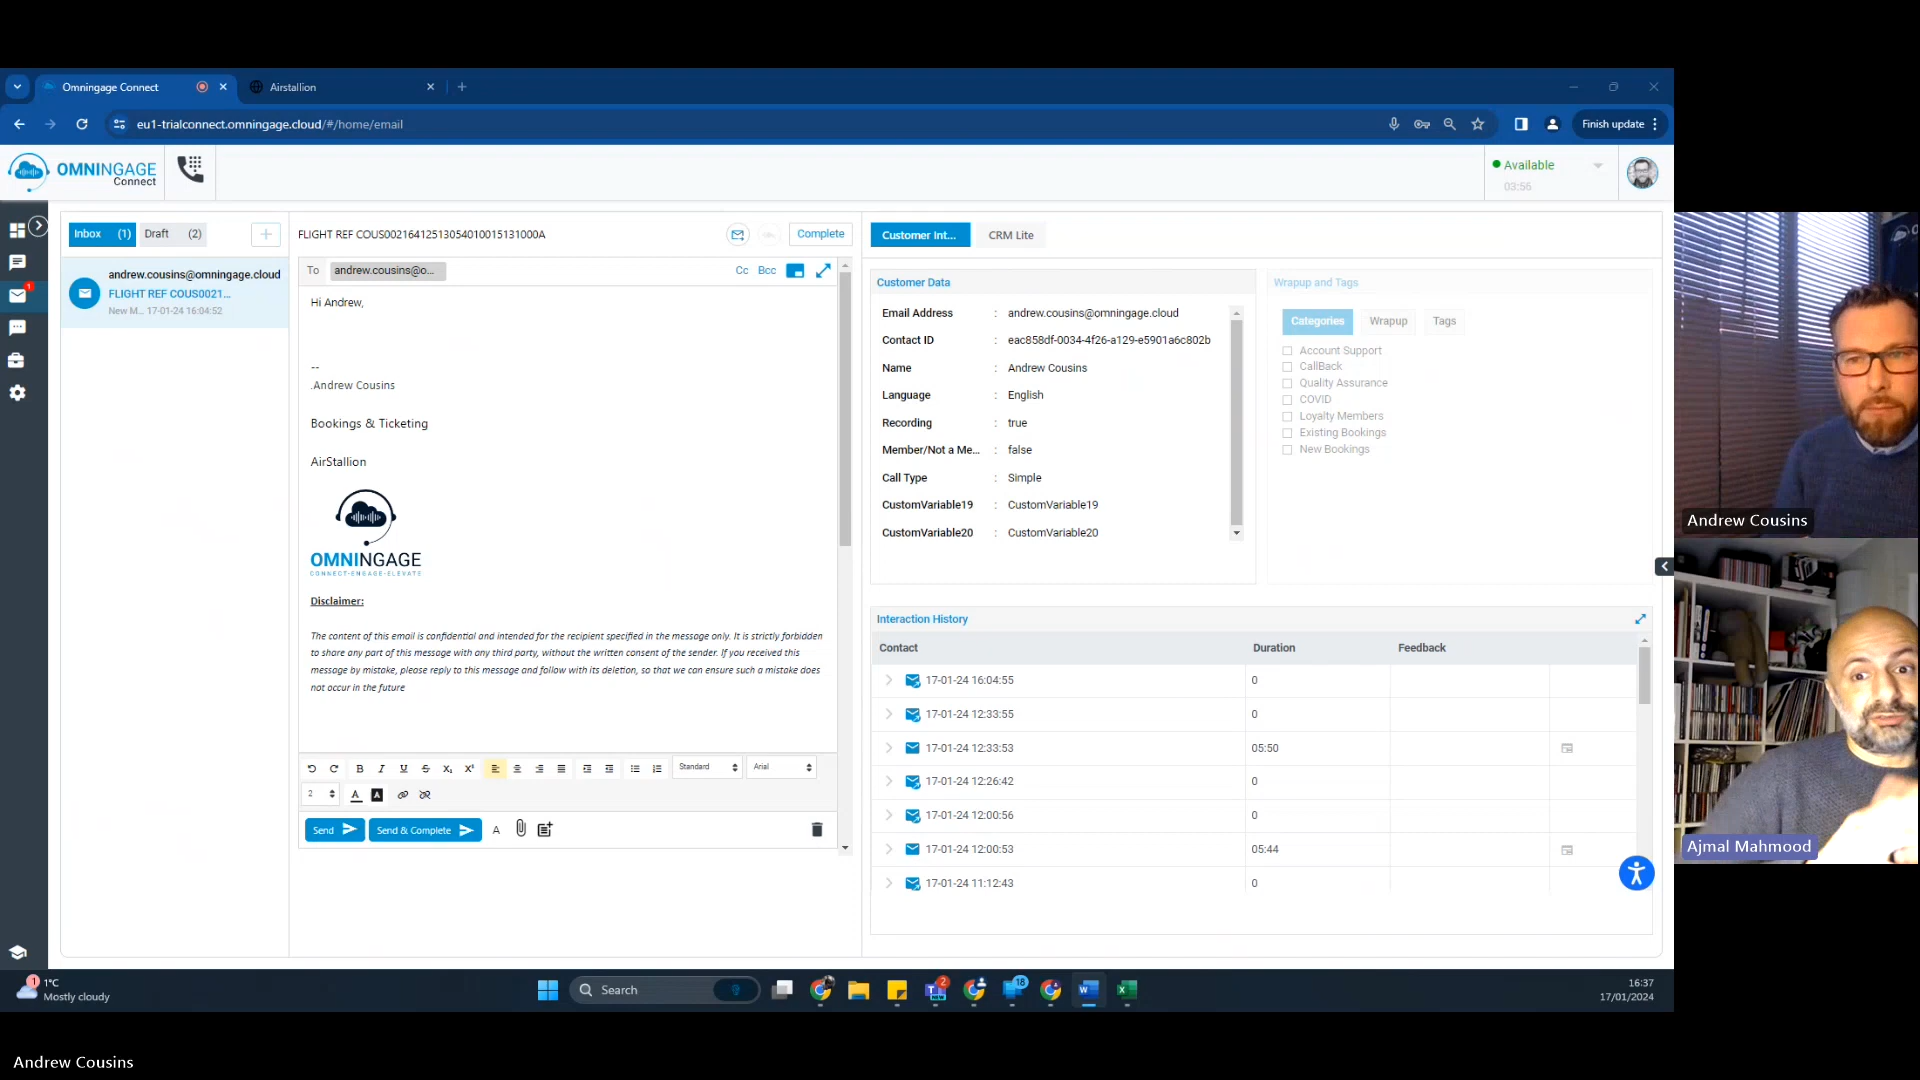 Omningage Connect
Airstallion
eu1-trialconnect.omningage.cloud/#/home/email
Finish update
OMNINGAGE
Connect
Available
03:56
Inbox (1)
Draft (2)
FLIGHT REF COUS00216412513054010015131000A
Complete
1
andrew.cousins@omningage.cloud
FLIGHT REF COUS0021...
New M... 17-01-24 16:04:52
To andrew.cousins@o...
Cc Bcc
Hi Andrew,
--
.Andrew Cousins
Bookings & Ticketing
AirStallion
OMNINGAGE
CONNECT-ENGAGE-ELEVATE
Disclaimer:
The content of this email is confidential and intended for the recipient specified in the message only. It is strictly forbidden
to share any part of this message with any third party, without the written consent of the sender. If you received this
message by mistake, please reply to this message and follow with its deletion, so that we can ensure such a mistake does
not occur in the future
Standard
Arial
2
Send
Send & Complete
Customer Int...
CRM Lite
Customer Data
Email Address : andrew.cousins@omningage.cloud
Contact ID : eac858df-0034-4f26-a129-e5901a6c802b
Name : Andrew Cousins
Language : English
Recording : true
Member/Not a Me... : false
Call Type : Simple
CustomVariable19 : CustomVariable19
CustomVariable20 : CustomVariable20
Wrapup and Tags
Categories Wrapup Tags
Account Support
CallBack
Quality Assurance
COVID
Loyalty Members
Existing Bookings
New Bookings
Interaction History
Contact Duration Feedback
17-01-24 16:04:55 0
17-01-24 12:33:55 0
17-01-24 12:33:53 05:50
17-01-24 12:26:42 0
17-01-24 12:00:56 0
17-01-24 12:00:53 05:44
17-01-24 11:12:43 0
Andrew Cousins
Ajmal Mahmood
1
1°C
Mostly cloudy
Search
2
18
16:37
17/01/2024
Andrew Cousins